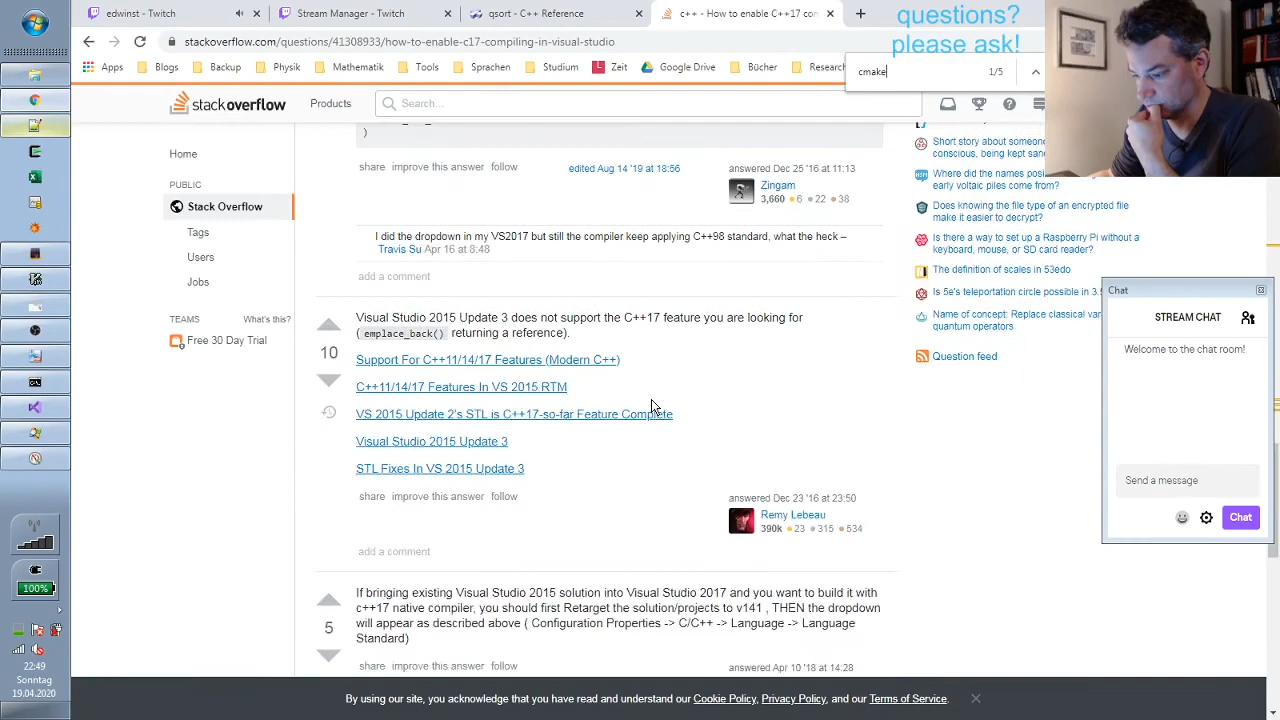 edwinst - Twitch
Stream Manager - Twitch
qsort - C++ Reference
c++ - How to enable C++17 com
questions?
please ask!
stackoverflow.com/questions/41308933/how-to-enable-c17-compiling-in-visual-studio
Apps
Blogs
Backup
Physik
Mathematik
Tools
Sprachen
Studium
Zeit
Google Drive
Bücher
Research
cmake
1/5
stackoverflow
Products
Search...
)
share improve this answer follow
edited Aug 14 '19 at 18:56
answered Dec 25 '16 at 11:13
Zingam
3,660 6 22 38
I did the dropdown in my VS2017 but still the compiler keep applying C++98 standard, what the heck –
Travis Su Apr 16 at 8:48
add a comment
Home
PUBLIC
Stack Overflow
Tags
Users
Jobs
TEAMS
What's this?
Free 30 Day Trial
10
Visual Studio 2015 Update 3 does not support the C++17 feature you are looking for
(emplace_back() returning a reference).
Support For C++11/14/17 Features (Modern C++)
C++11/14/17 Features In VS 2015 RTM
VS 2015 Update 2's STL is C++17-so-far Feature Complete
Visual Studio 2015 Update 3
STL Fixes In VS 2015 Update 3
share improve this answer follow
answered Dec 23 '16 at 23:50
Remy Lebeau
390k 23 315 534
add a comment
5
If bringing existing Visual Studio 2015 solution into Visual Studio 2017 and you want to build it with
c++17 native compiler, you should first Retarget the solution/projects to v141 , THEN the dropdown
will appear as described above ( Configuration Properties -> C/C++ -> Language -> Language
Standard)
share improve this answer follow
answered Apr 10 '18 at 14:28
Short story about someone
conscious, being kept san
Where did the names posi
early voltaic piles come from?
Does knowing the file type of an encrypted file
make it easier to decrypt?
Is there a way to set up a Raspberry Pi without a
keyboard, mouse, or SD card reader?
The definition of scales in 53edo
Is 5e's teleportation circle possible in 3.5
Name of concept: Replace classical var
quantum operators
Question feed
Chat
STREAM CHAT
Welcome to the chat room!
Send a message
Chat
By using our site, you acknowledge that you have read and understand our Cookie Policy, Privacy Policy, and our Terms of Service.
100%
22:49
Sonntag
19.04.2020